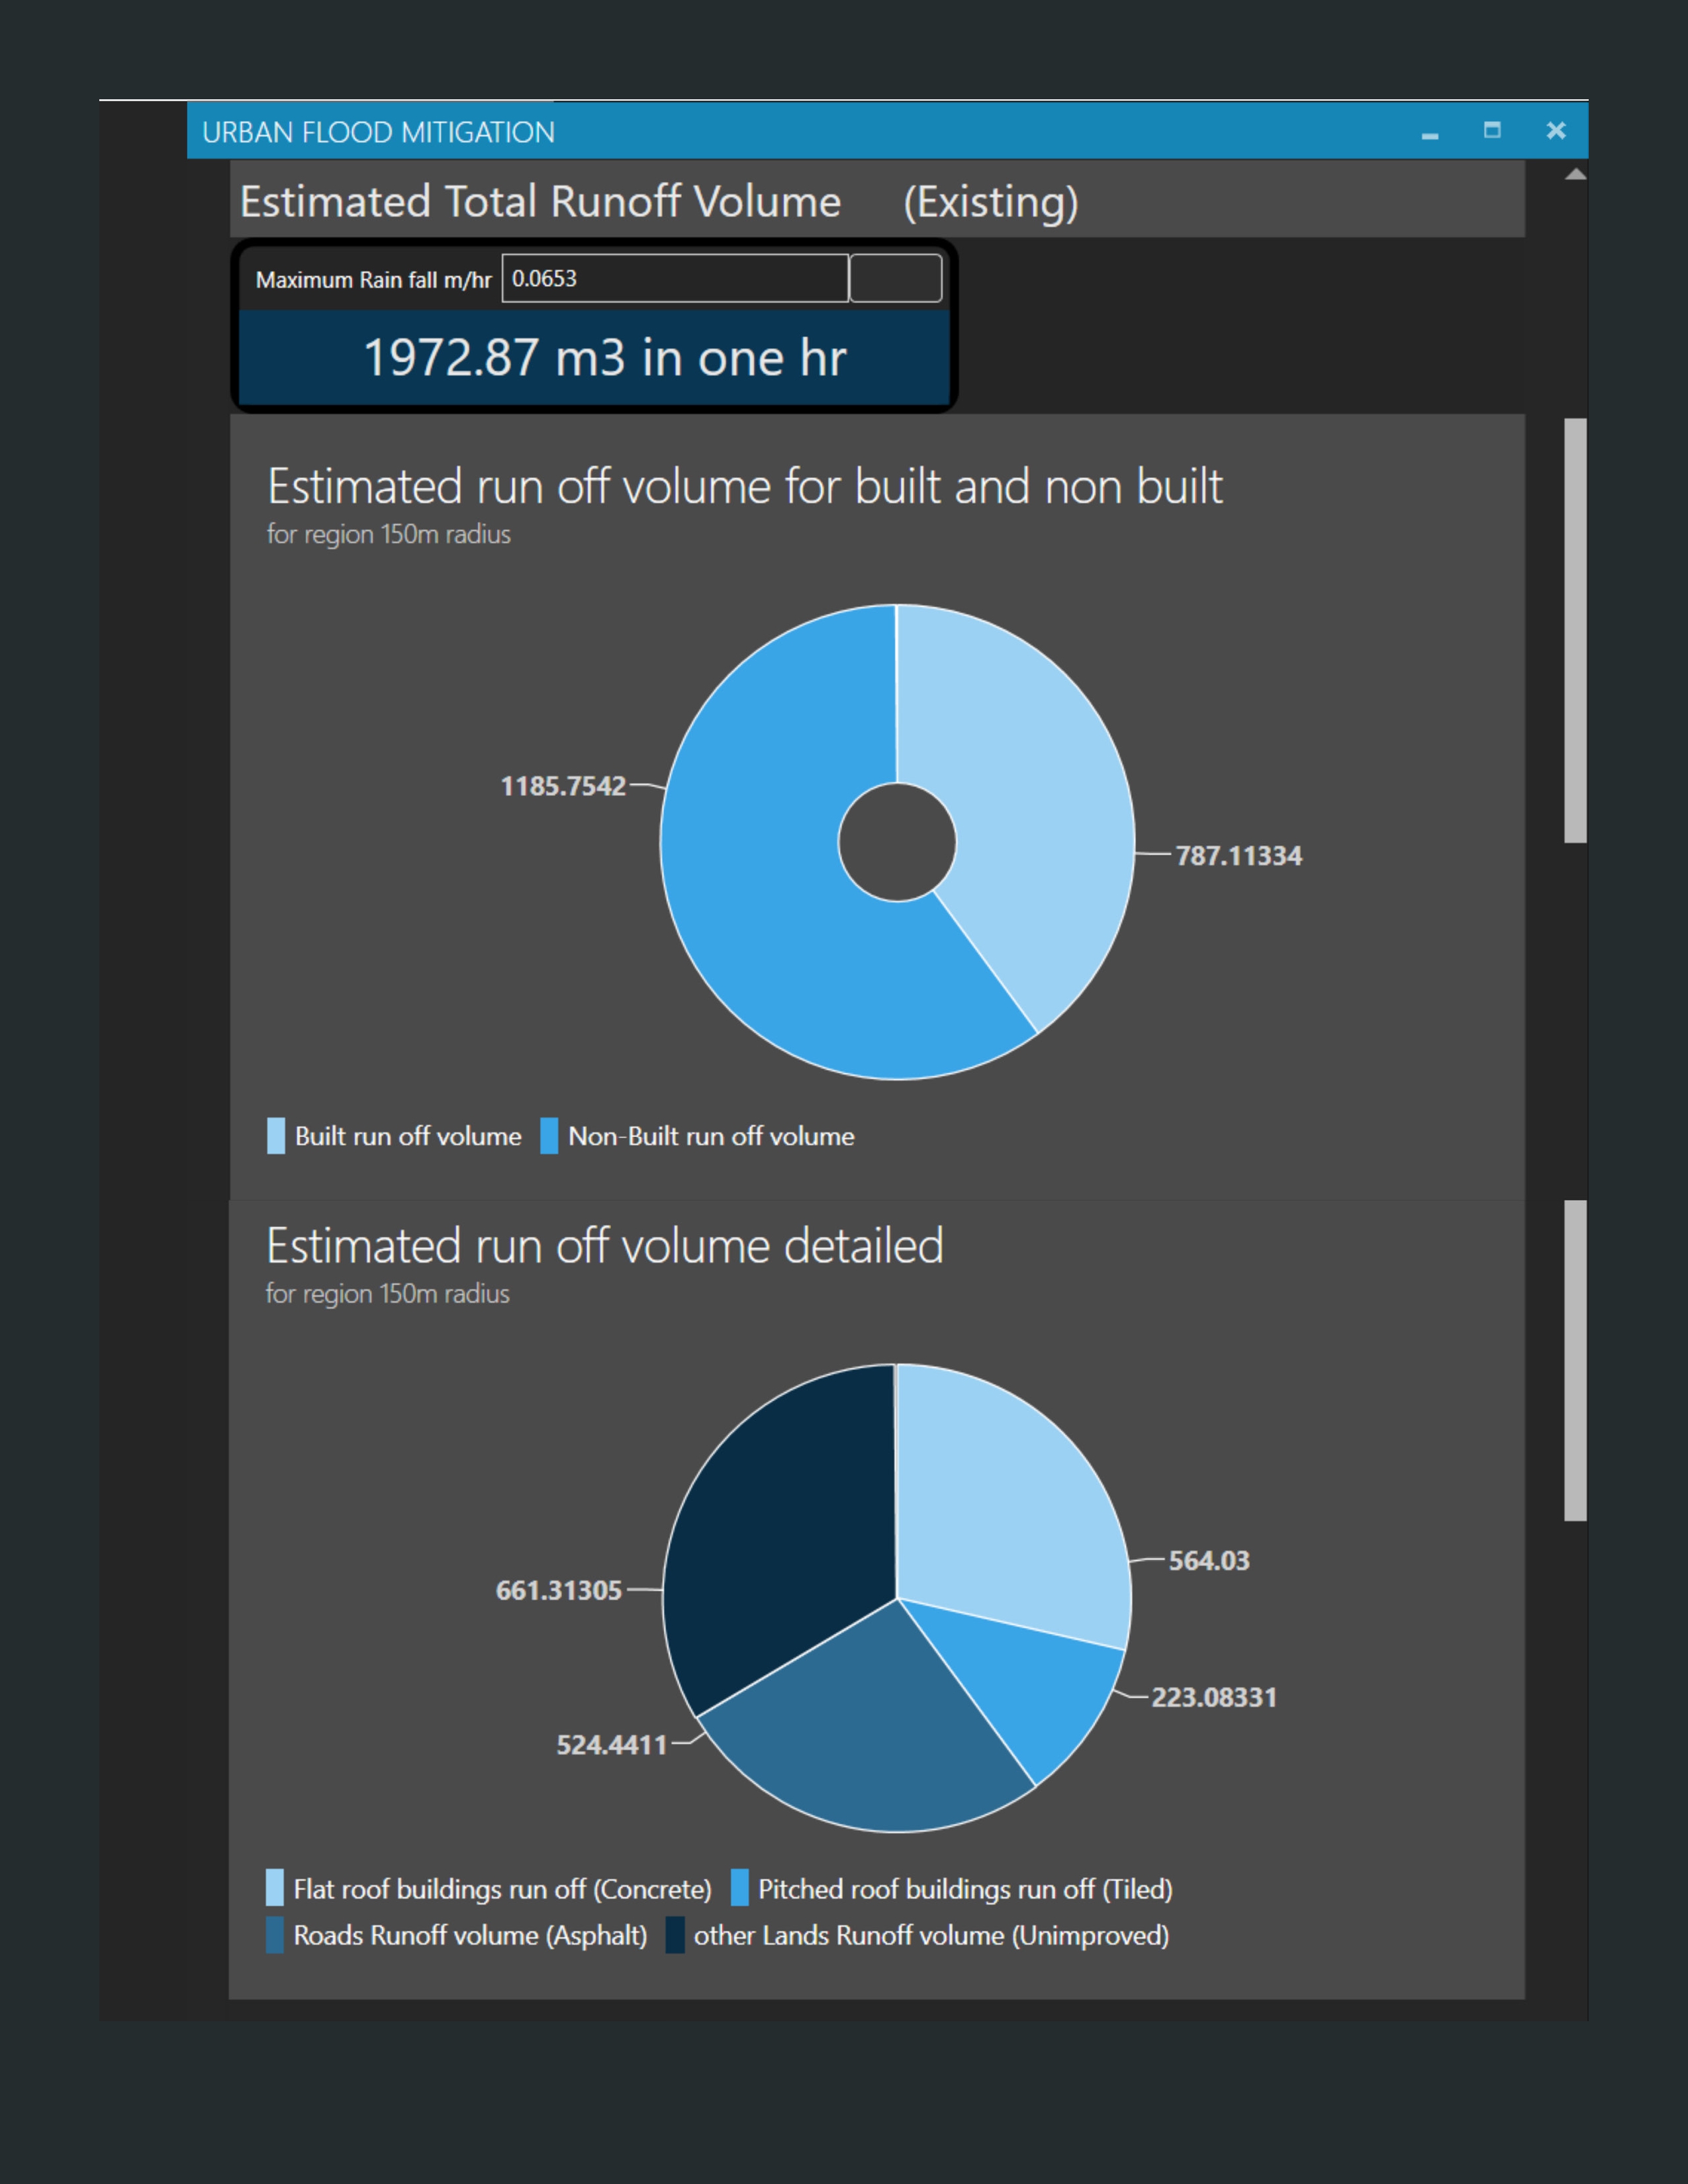 URBAN FLOOD MITIGATION
Estimated Total Runoff Volume (Existing)
Maximum Rain fall m/hr 0.0653
1972.87 m3 in one hr
Estimated run off volume for built and non built
for region 150m radius
1185.7542
787.11334
Built run off volume Non-Built run off volume
Estimated run off volume detailed
for region 150m radius
564.03
661.31305
223.08331
524.4411
Flat roof buildings run off (Concrete) Pitched roof buildings run off (Tiled)
Roads Runoff volume (Asphalt) other Lands Runoff volume (Unimproved)